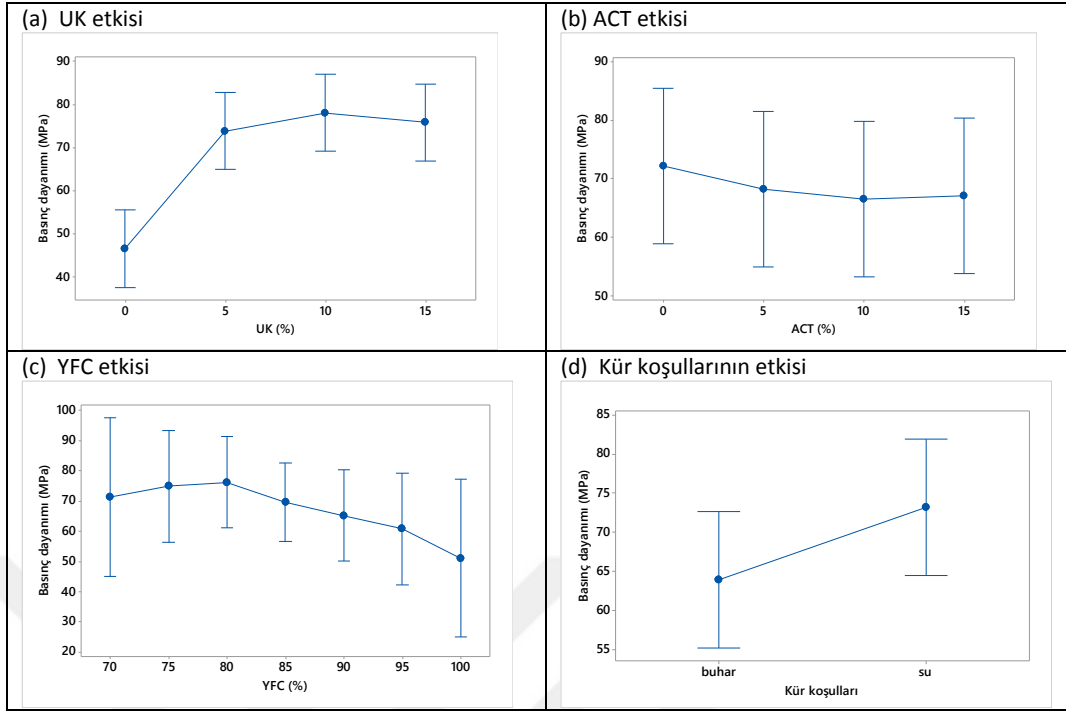 (a) UK etkisi
Basınç dayanımı (MPa)
90
80
70
60
50
40
0 5 10 15
UK (%)
(b) ACT etkisi
Basınç dayanımı (MPa)
90
80
70
60
50
0 5 10 15
ACT (%)
(c) YFC etkisi
Basınç dayanımı (MPa)
100
90
80
70
60
50
40
30
20
70 75 80 85 90 95 100
YFC (%)
(d) Kür koşullarının etkisi
Basınç dayanımı (MPa)
85
80
75
70
65
60
55
buhar su
Kür koşulları